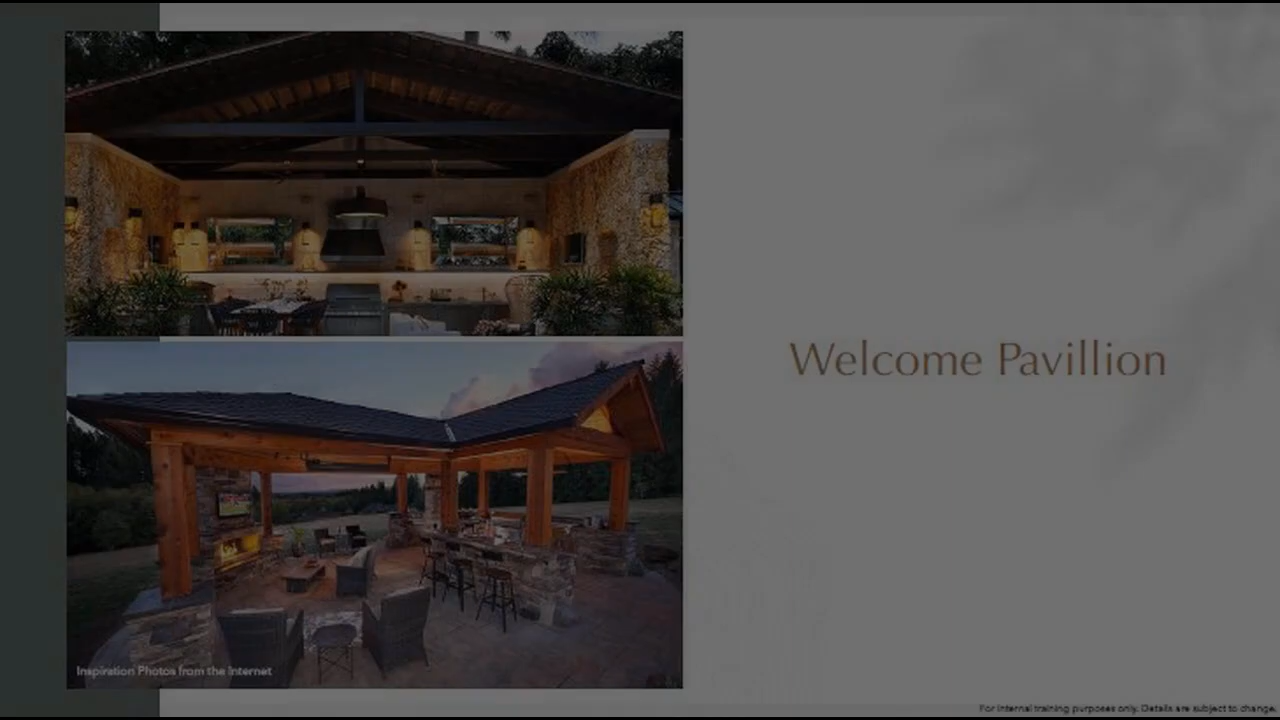 Welcome Pavillion
Inspiration Photos from the Internet
For internal training purposes only. Details are subject to change.